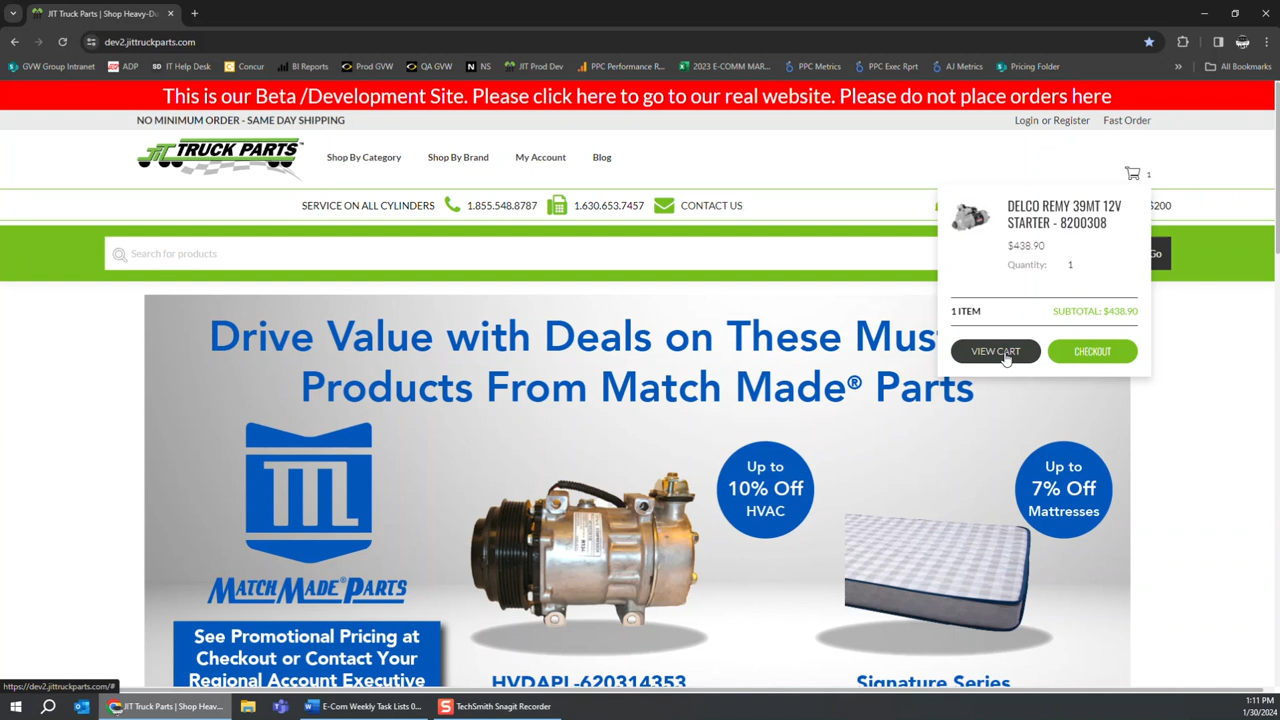 JIT Truck Parts | Shop Heavy-Du
dev2.jittruckparts.com
GVW Group Intranet
ADP
IT Help Desk
Concur
BI Reports
Prod GVW
QA GVW
NS
JIT Prod Dev
PPC Performance R...
2023 E-COMM MAR...
PPC Metrics
PPC Exec Rprt
AJ Metrics
Pricing Folder
All Bookmarks
This is our Beta /Development Site. Please click here to go to our real website. Please do not place orders here
NO MINIMUM ORDER - SAME DAY SHIPPING
Login or Register
Fast Order
JIT TRUCK PARTS
Shop By Category
Shop By Brand
My Account
Blog
1
SERVICE ON ALL CYLINDERS
1.855.548.8787
1.630.653.7457
CONTACT US
$200
DELCO REMY 39MT 12V
STARTER - 8200308
$438.90
Quantity: 1
1 ITEM
SUBTOTAL: $438.90
VIEW CART
CHECKOUT
Search for products
Go
Drive Value with Deals on These Mus
Products From Match Made® Parts
MATCHMADE® PARTS
See Promotional Pricing at
Checkout or Contact Your
Regional Account Executive
Up to
10% Off
HVAC
Up to
7% Off
Mattresses
HVDAPL-620314353
Signature Series
https://dev2.jittruckparts.com/#
JIT Truck Parts | Shop Heav...
E-Com Weekly Task Lists 0...
TechSmith Snagit Recorder
1:11 PM
1/30/2024